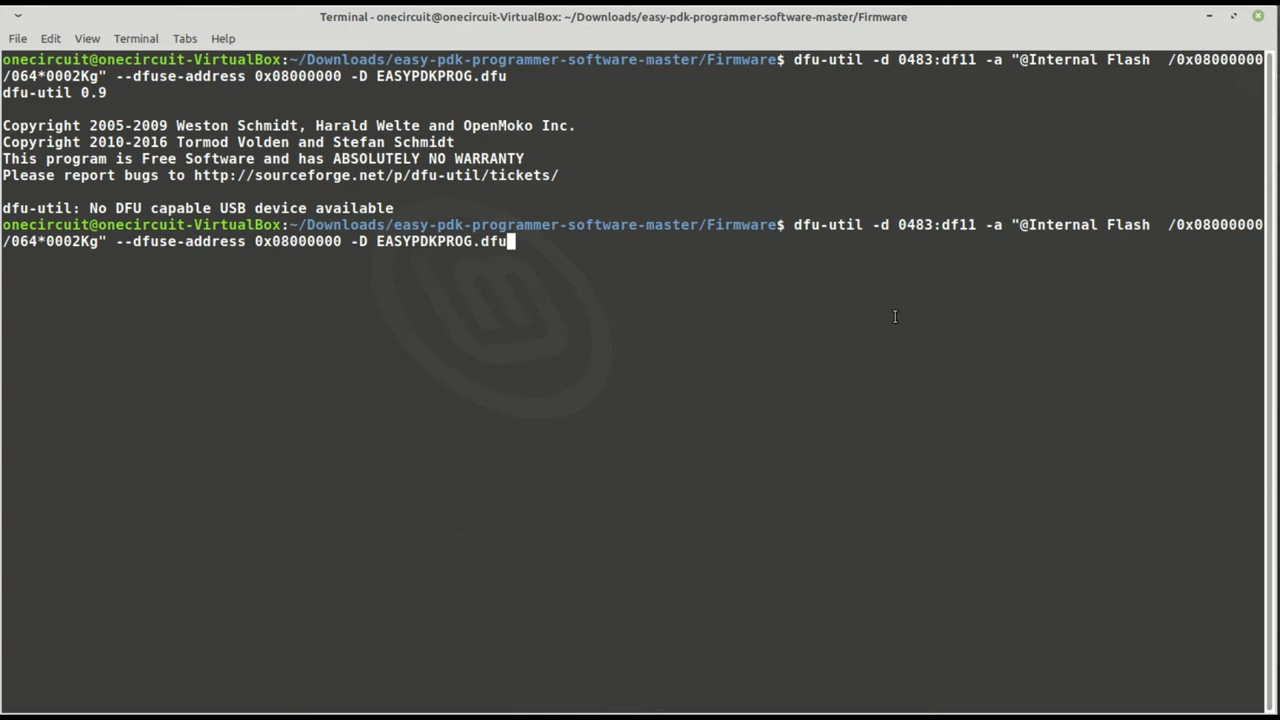 Terminal - onecircuit@onecircuit-VirtualBox: ~/Downloads/easy-pdk-programmer-software-master/Firmware
File Edit View Terminal Tabs Help
onecircuit@onecircuit-VirtualBox:~/Downloads/easy-pdk-programmer-software-master/Firmware$ dfu-util -d 0483:df11 -a "@Internal Flash  /0x08000000
/064*0002Kg" --dfuse-address 0x08000000 -D EASYPDKPROG.dfu
dfu-util 0.9
Copyright 2005-2009 Weston Schmidt, Harald Welte and OpenMoko Inc.
Copyright 2010-2016 Tormod Volden and Stefan Schmidt
This program is Free Software and has ABSOLUTELY NO WARRANTY
Please report bugs to http://sourceforge.net/p/dfu-util/tickets/
dfu-util: No DFU capable USB device available
onecircuit@onecircuit-VirtualBox:~/Downloads/easy-pdk-programmer-software-master/Firmware$ dfu-util -d 0483:df11 -a "@Internal Flash  /0x08000000
/064*0002Kg" --dfuse-address 0x08000000 -D EASYPDKPROG.dfu